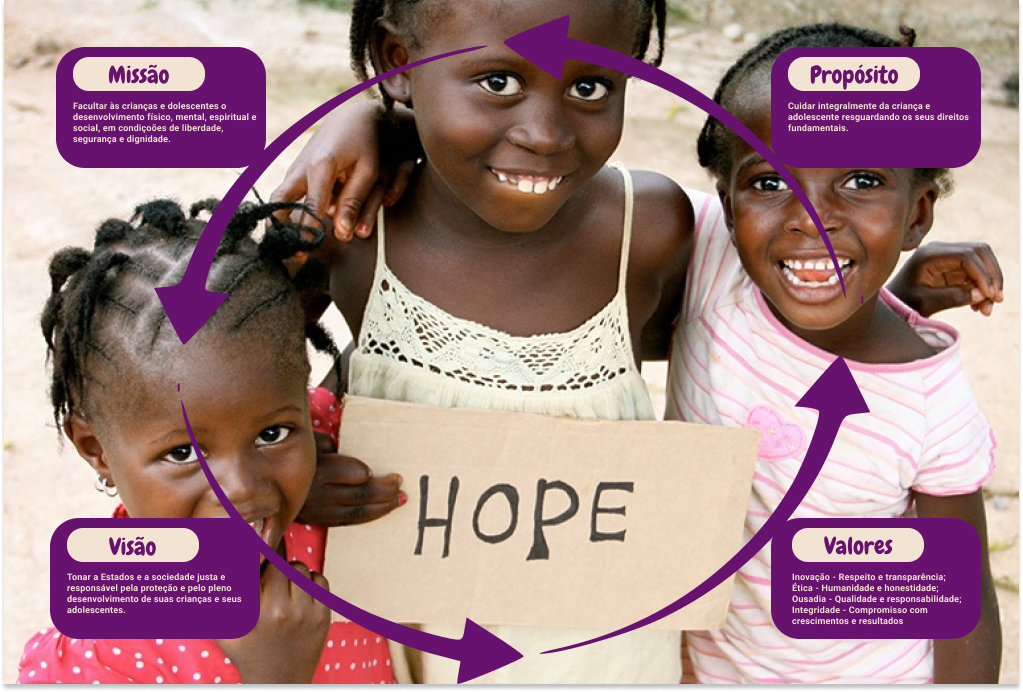 Missão
Facultar às crianças e dolescentes o
desenvolvimento físico, mental, espiritual e
social, em condições de liberdade,
segurança e dignidade.
Propósito
Cuidar integralmente da criança e
adolescente resguardando os seus direitos
fundamentais.
HOPE
Visão
Tonar a Estados e a sociedade justa e
responsável pela proteção e pelo pleno
desenvolvimento de suas crianças e seus
adolescentes.
Valores
Inovação - Respeito e transparência;
Ética - Humanidade e honestidade;
Ousadia - Qualidade e responsabilidade;
Integridade - Compromisso com
crescimentos e resultados